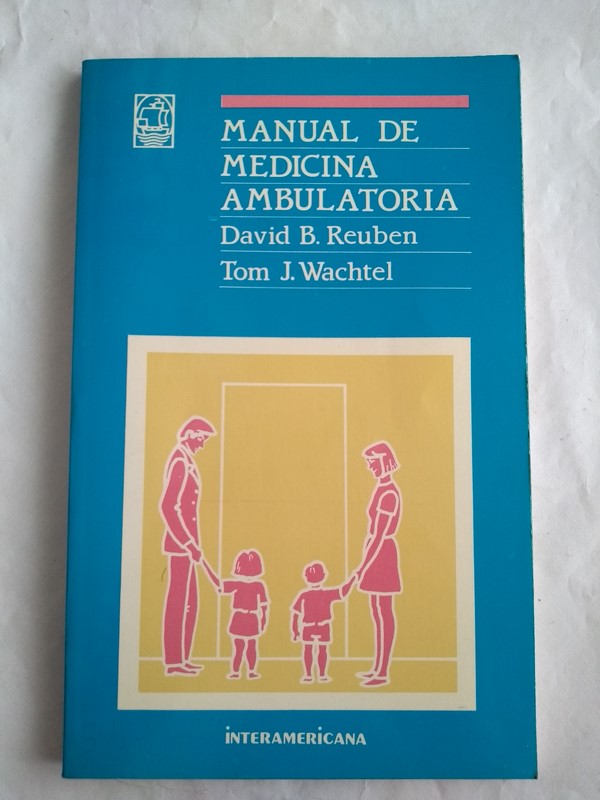 MANUAL DE
MEDICINA
AMBULATORIA
David B. Reuben
Tom J. Wachtel
INTERAMERICANA